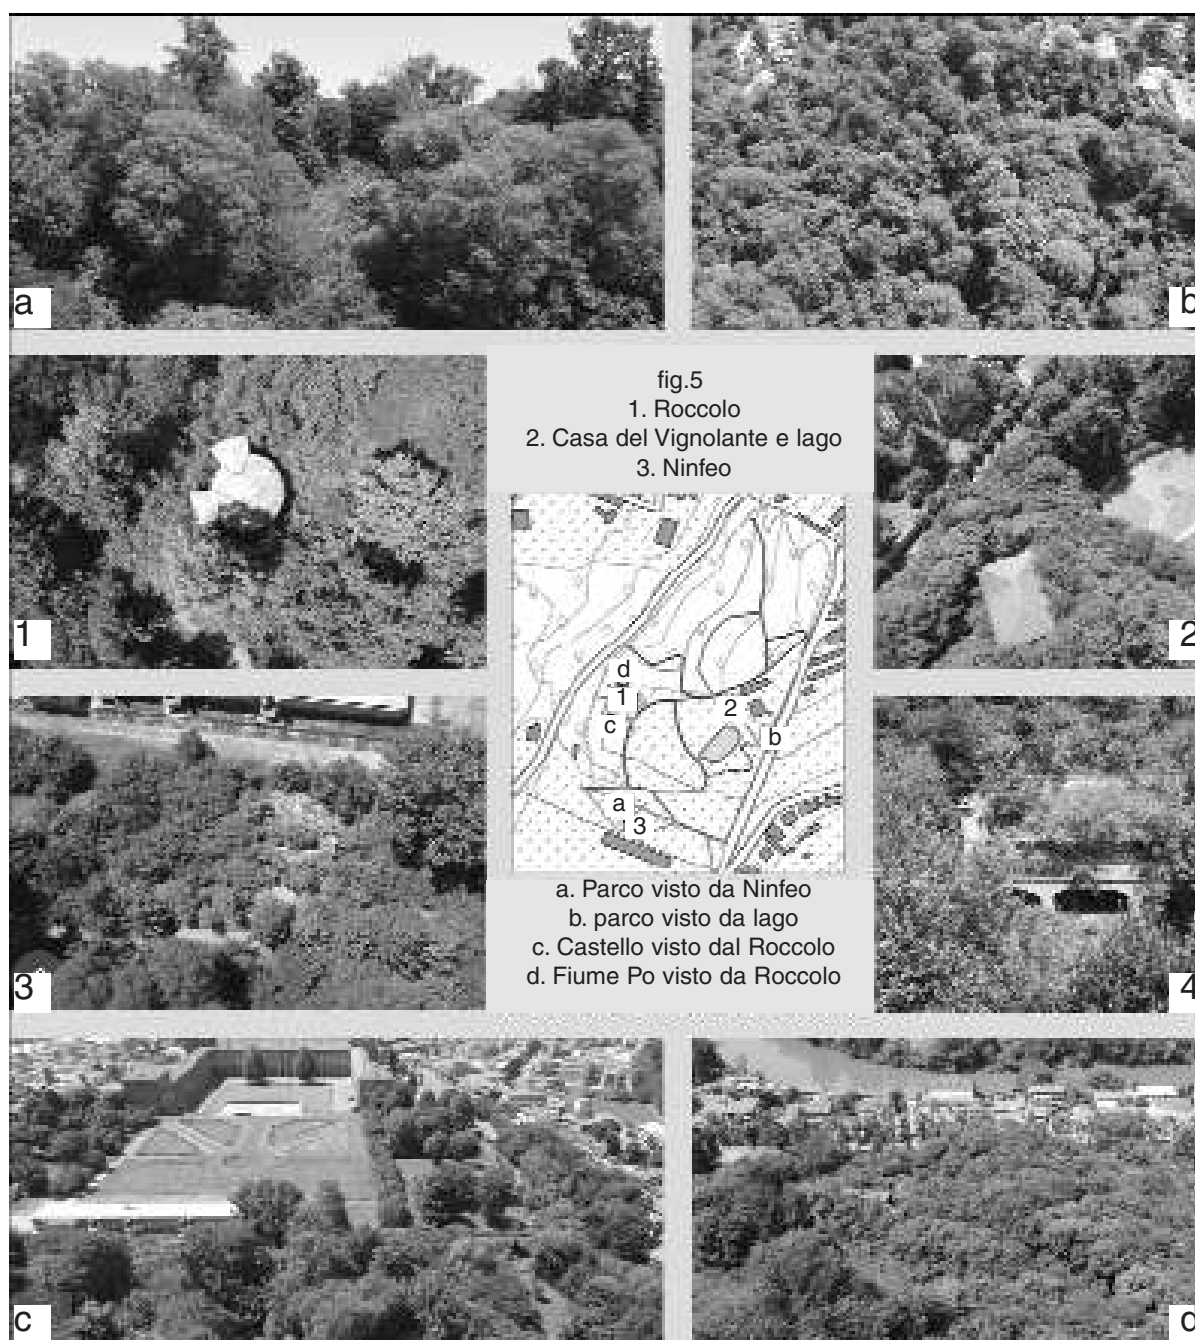 a
b
1
fig.5
1. Roccolo
2. Casa del Vignolante e lago
3. Ninfeo
2
d
1
c
2
b
a
3
3
a. Parco visto da Ninfeo
b. parco visto da lago
c. Castello visto dal Roccolo
d. Fiume Po visto da Roccolo
4
c
d